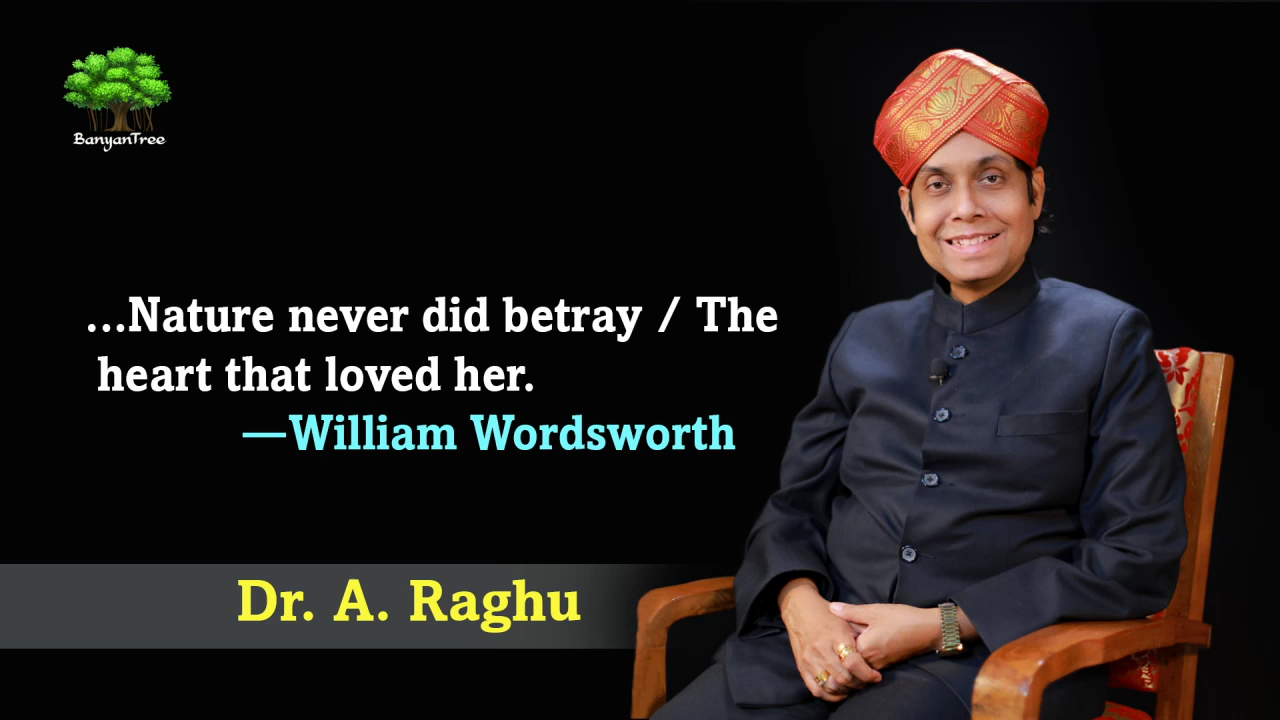 BanyanTree
...Nature never did betray / The
heart that loved her.
—William Wordsworth
Dr. A. Raghu